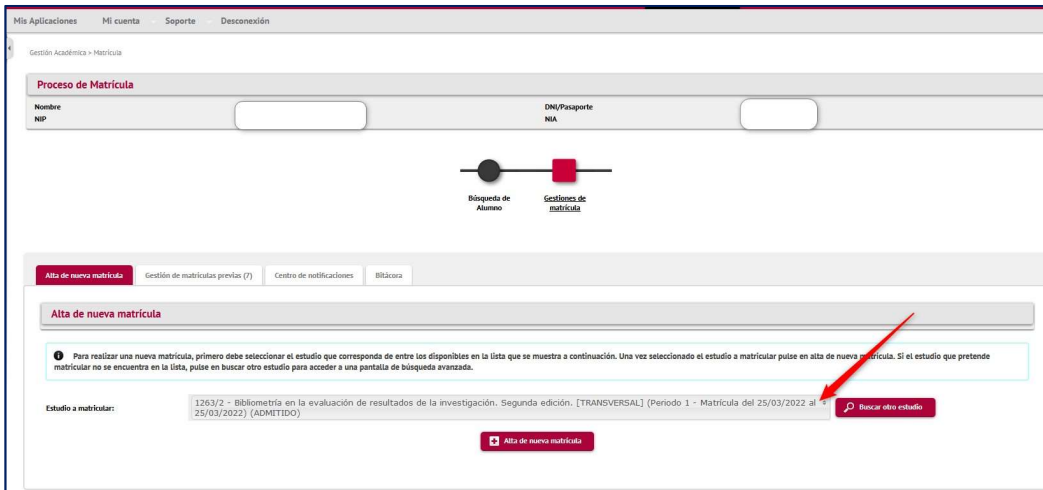 Mis Aplicaciones Mi cuenta Soporte Desconexión
Gestión Académica > Matrícula
Proceso de Matrícula
Nombre DNI/Pasaporte
NIP NIA
Búsqueda de Alumno
Gestiones de matrícula
Alta de nueva matrícula Gestión de matrículas previas (7) Centro de notificaciones Bitácora
Alta de nueva matrícula
Para realizar una nueva matrícula, primero debe seleccionar el estudio que corresponda de entre los disponibles en la lista que se muestra a continuación. Una vez seleccionado el estudio a matricular pulse en alta de nueva matrícula. Si el estudio que pretende
matricular no se encuentra en la lista, pulse en buscar otro estudio para acceder a una pantalla de búsqueda avanzada.
Estudio a matricular:
1263/2 - Bibliometría en la evaluación de resultados de la investigación. Segunda edición. [TRANSVERSAL] (Periodo 1 - Matrícula del 25/03/2022 al
25/03/2022) (ADMITIDO)
Buscar otro estudio
Alta de nueva matrícula